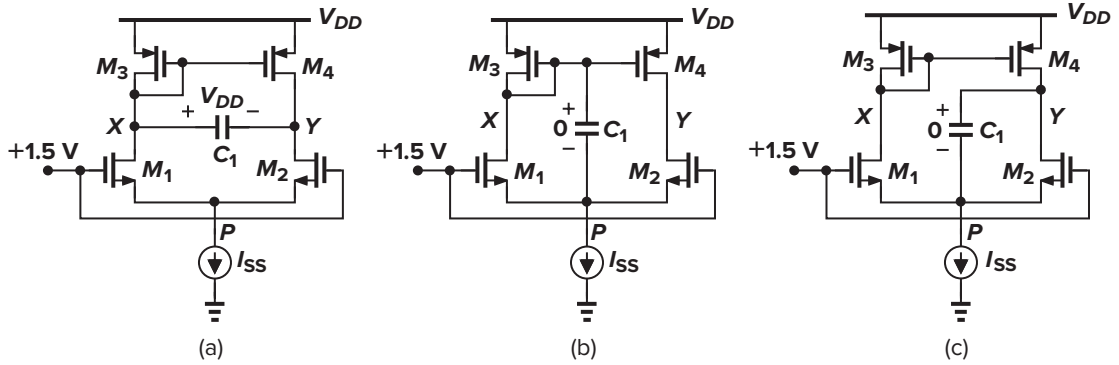 V_DD
M_3
M_4
V_DD
+ −
X
Y
C_1
+1.5 V
M_1
M_2
P
I_SS
(a)
V_DD
M_3
M_4
+
X
0
C_1
Y
−
+1.5 V
M_1
M_2
P
I_SS
(b)
V_DD
M_3
M_4
X
+
0
C_1
Y
−
+1.5 V
M_1
M_2
P
I_SS
(c)